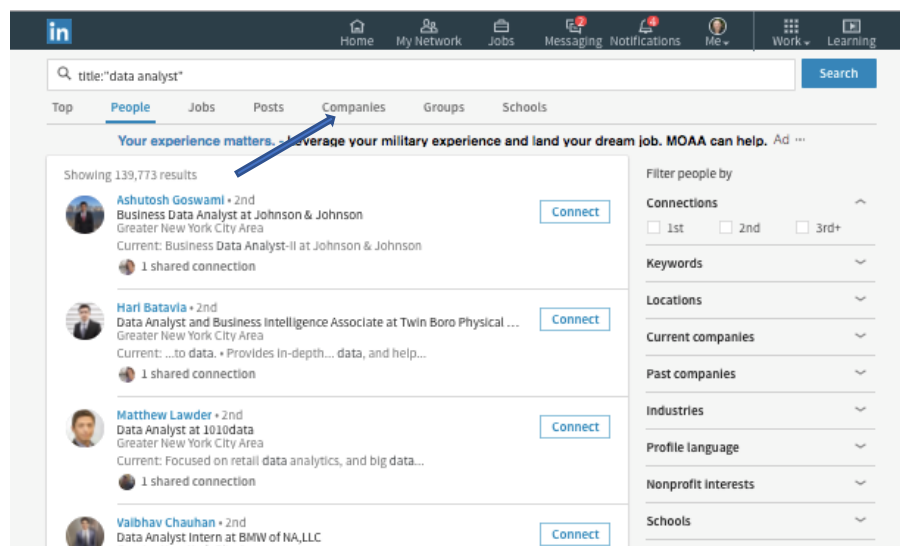 in
Home My Network Jobs Messaging 2 Notifications 4 Me Work Learning
title:"data analyst" Search
Top People Jobs Posts Companies Groups Schools
Your experience matters. - Leverage your military experience and land your dream job. MOAA can help. Ad ...
Showing 139,773 results
Ashutosh Goswami • 2nd
Business Data Analyst at Johnson & Johnson
Greater New York City Area
Current: Business Data Analyst-II at Johnson & Johnson
1 shared connection
Connect
Hari Batavia • 2nd
Data Analyst and Business Intelligence Associate at Twin Boro Physical ...
Greater New York City Area
Current: ...to data. • Provides in-depth... data, and help...
1 shared connection
Connect
Matthew Lawder • 2nd
Data Analyst at 1010data
Greater New York City Area
Current: Focused on retail data analytics, and big data...
1 shared connection
Connect
Vaibhav Chauhan • 2nd
Data Analyst Intern at BMW of NA,LLC
Connect
Filter people by
Connections
1st 2nd 3rd+
Keywords
Locations
Current companies
Past companies
Industries
Profile language
Nonprofit interests
Schools